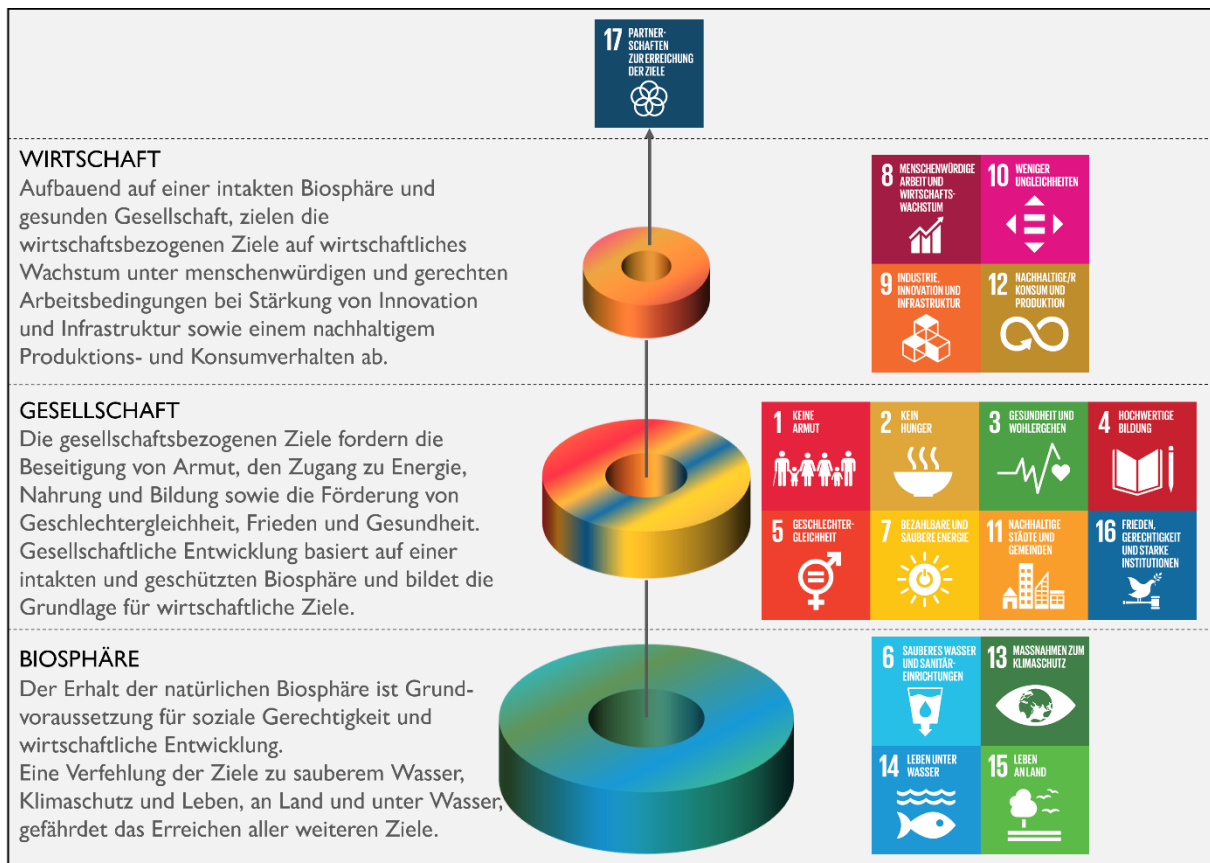 17 PARTNER-
SCHAFTEN
ZUR ERREICHUNG
DER ZIELE
WIRTSCHAFT
Aufbauend auf einer intakten Biosphäre und
gesunden Gesellschaft, zielen die
wirtschaftsbezogenen Ziele auf wirtschaftliches
Wachstum unter menschenwürdigen und gerechten
Arbeitsbedingungen bei Stärkung von Innovation
und Infrastruktur sowie einem nachhaltigem
Produktions- und Konsumverhalten ab.
8 MENSCHENWÜRDIGE
ARBEIT UND
WIRTSCHAFTS-
WACHSTUM
10 WENIGER
UNGLEICHHEITEN
9 INDUSTRIE,
INNOVATION UND
INFRASTRUKTUR
12 NACHHALTIGE/R
KONSUM UND
PRODUKTION
GESELLSCHAFT
Die gesellschaftsbezogenen Ziele fordern die
Beseitigung von Armut, den Zugang zu Energie,
Nahrung und Bildung sowie die Förderung von
Geschlechtergleichheit, Frieden und Gesundheit.
Gesellschaftliche Entwicklung basiert auf einer
intakten und geschützten Biosphäre und bildet die
Grundlage für wirtschaftliche Ziele.
1 KEINE
ARMUT
2 KEIN
HUNGER
3 GESUNDHEIT UND
WOHLERGEHEN
4 HOCHWERTIGE
BILDUNG
5 GESCHLECHTER-
GLEICHHEIT
7 BEZAHLBARE UND
SAUBERE ENERGIE
11 NACHHALTIGE
STÄDTE UND
GEMEINDEN
16 FRIEDEN,
GERECHTIGKEIT
UND STARKE
INSTITUTIONEN
BIOSPHÄRE
Der Erhalt der natürlichen Biosphäre ist Grund-
voraussetzung für soziale Gerechtigkeit und
wirtschaftliche Entwicklung.
Eine Verfehlung der Ziele zu sauberem Wasser,
Klimaschutz und Leben, an Land und unter Wasser,
gefährdet das Erreichen aller weiteren Ziele.
6 SAUBERES WASSER
UND SANITÄR-
EINRICHTUNGEN
13 MASSNAHMEN ZUM
KLIMASCHUTZ
14 LEBEN UNTER
WASSER
15 LEBEN
AN LAND